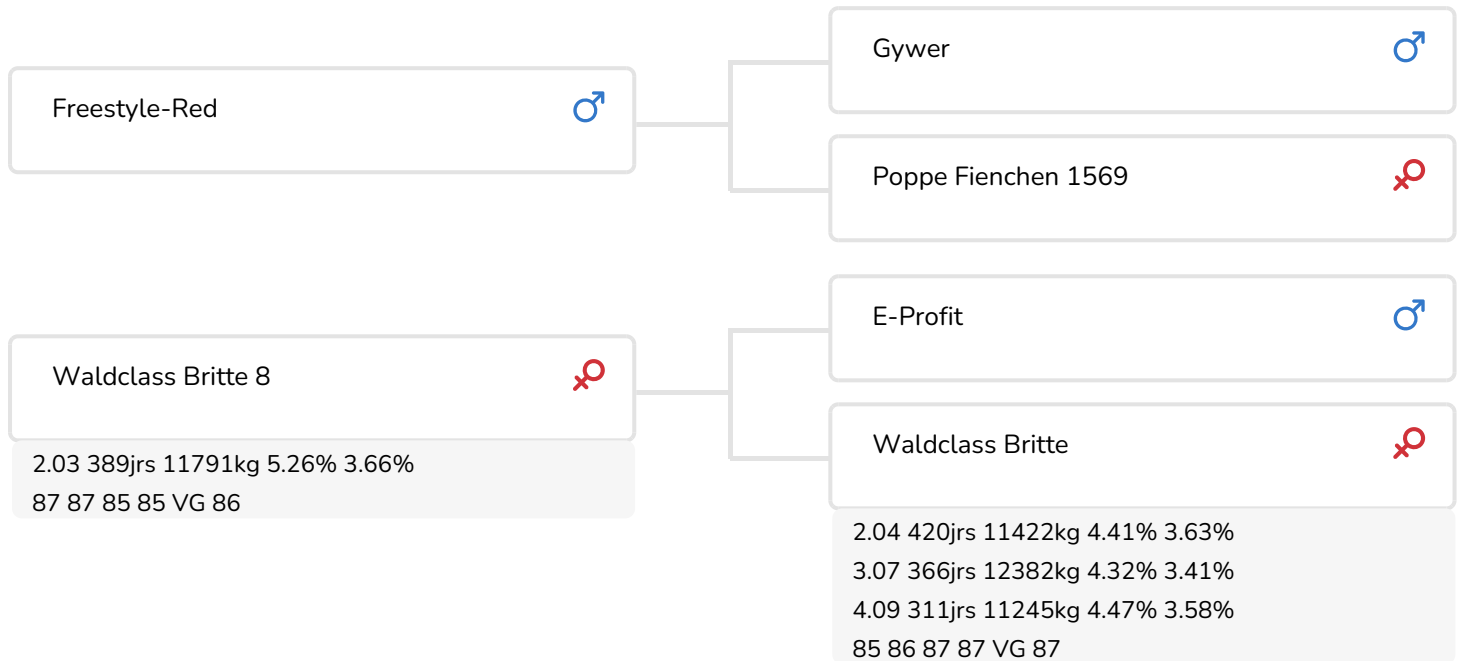 Freestyle-Red
Gywer
Poppe Fienchen 1569
Waldclass Britte 8
2.03 389jrs 11791kg 5.26% 3.66%
87 87 85 85 VG 86
E-Profit
Waldclass Britte
2.04 420jrs 11422kg 4.41% 3.63%
3.07 366jrs 12382kg 4.32% 3.41%
4.09 311jrs 11245kg 4.47% 3.58%
85 86 87 87 VG 87